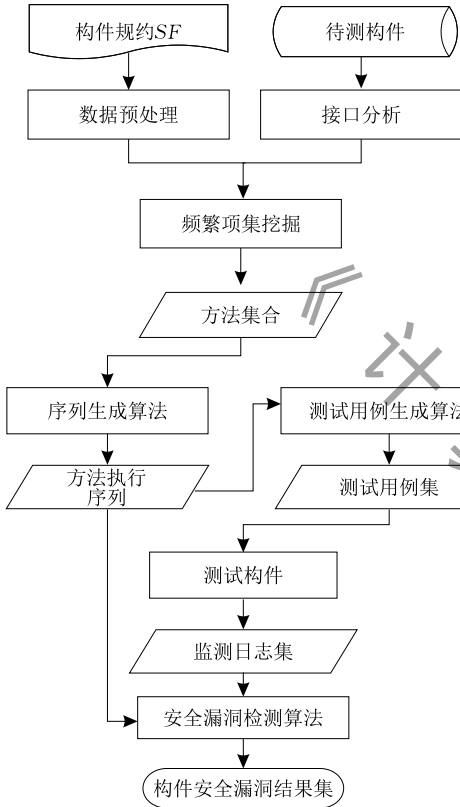 构件规约SF
待测构件
数据预处理
接口分析
频繁项集挖掘
方法集合
《计
序列生成算法
测试用例生成算法
方法执行
序列
测试用例集
测试构件
监测日志集
安全漏洞检测算法
构件安全漏洞结果集